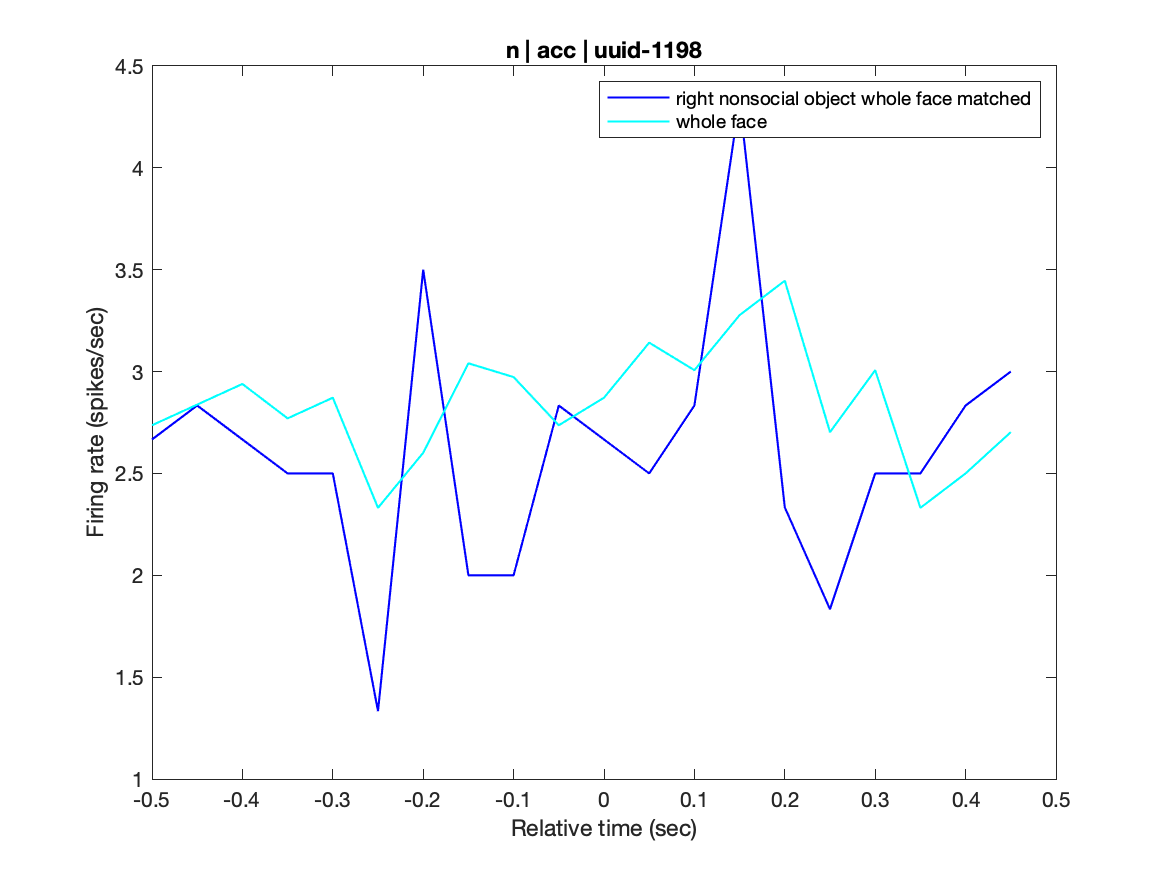 n | acc | uuid-1198
4.5
4
3.5
3
2.5
2
1.5
1
Firing rate (spikes/sec)
right nonsocial object whole face matched
whole face
-0.5 -0.4 -0.3 -0.2 -0.1 0 0.1 0.2 0.3 0.4 0.5
Relative time (sec)